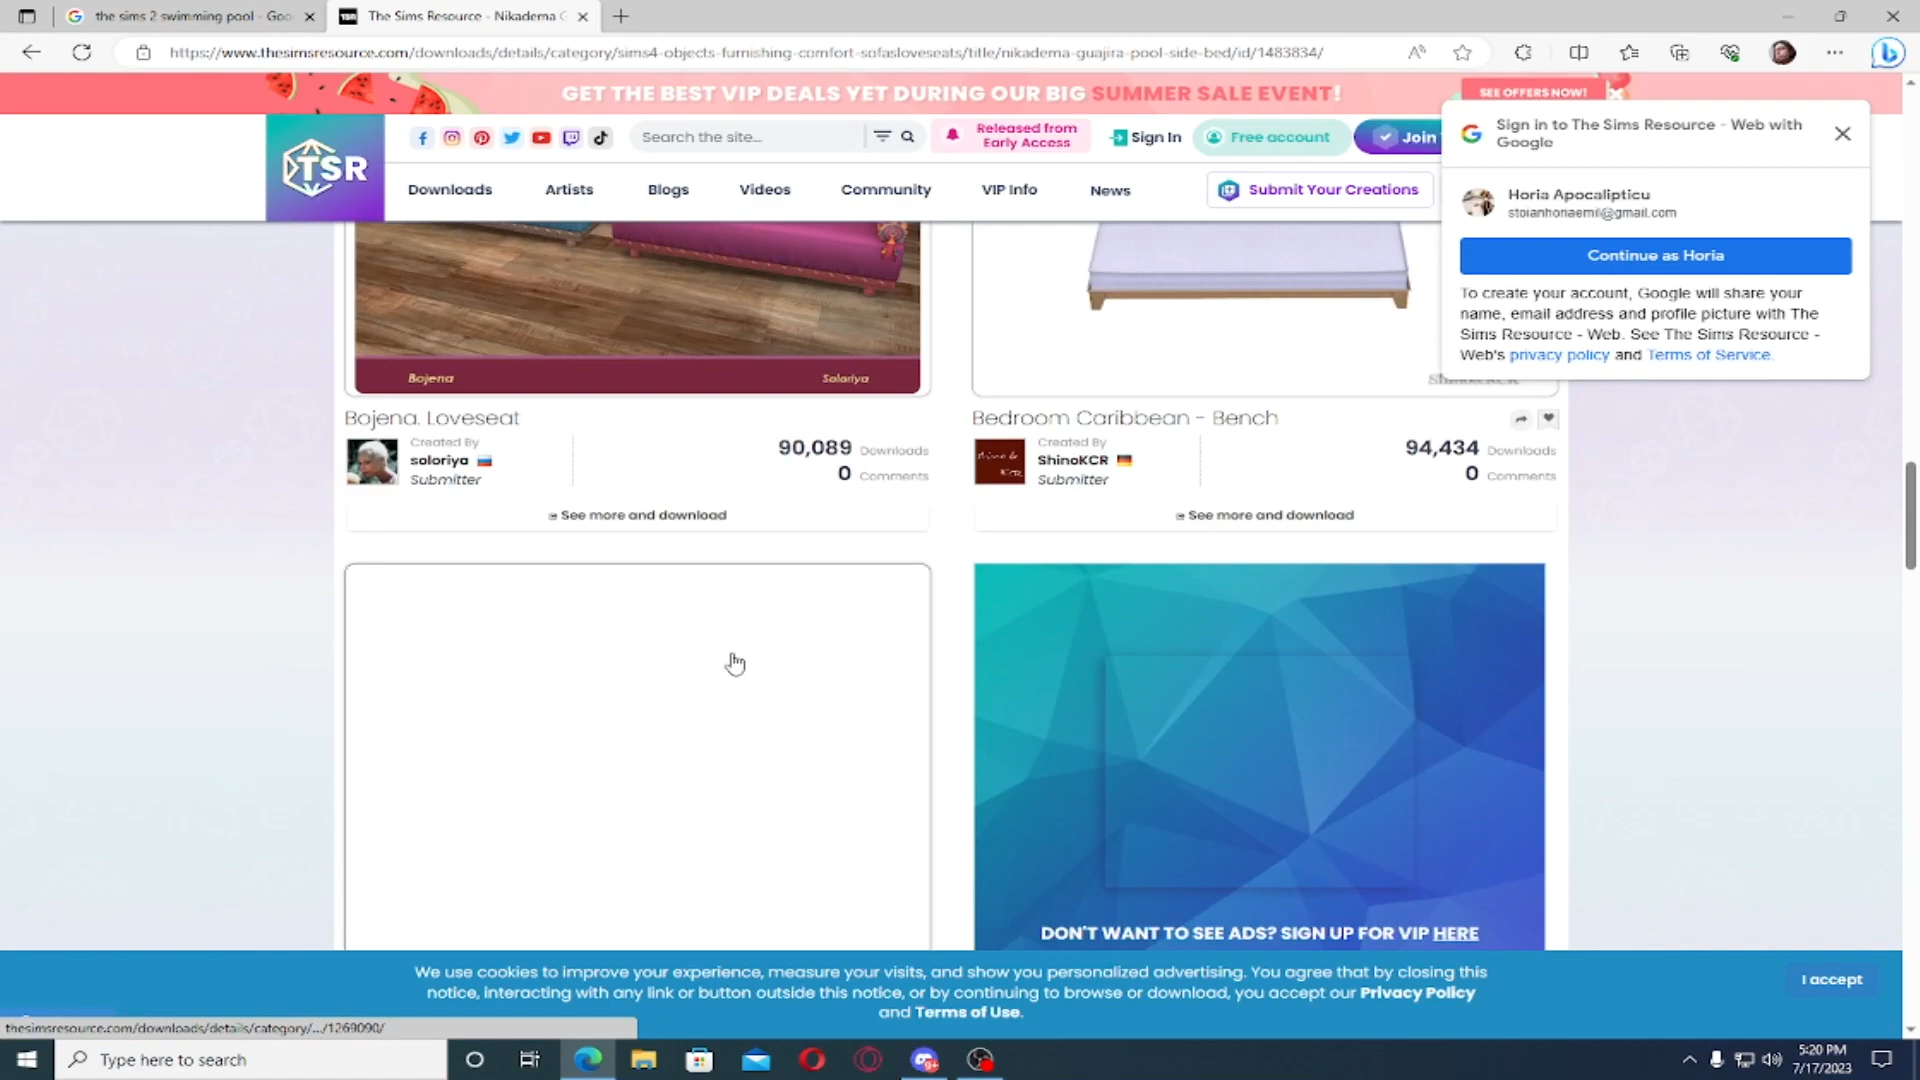 the sims 2 swimming pool - Goo
The Sims Resource - Nikadema G
https://www.thesimsresource.com/downloads/details/category/sims4-objects-furnishing-comfort-sofasloveseats/title/nikadema-guajira-pool-side-bed/id/1483834/
GET THE BEST VIP DEALS YET DURING OUR BIG SUMMER SALE EVENT!
SEE OFFERS NOW!
TSR
Search the site...
Released from
Early Access
Sign In
Free account
Join
Downloads
Artists
Blogs
Videos
Community
VIP Info
News
Submit Your Creations
Sign in to The Sims Resource - Web with
Google
Horia Apocalipticu
stoianhoriaemil@gmail.com
Continue as Horia
To create your account, Google will share your
name, email address and profile picture with The
Sims Resource - Web. See The Sims Resource -
Web's privacy policy and Terms of Service.
Bojena
Soloriya
ShinoKCR
Bojena. Loveseat
Created By
soloriya
Submitter
90,089 Downloads
0 Comments
See more and download
Bedroom Caribbean - Bench
Created By
ShinoKCR
Submitter
94,434 Downloads
0 Comments
See more and download
DON'T WANT TO SEE ADS? SIGN UP FOR VIP HERE
We use cookies to improve your experience, measure your visits, and show you personalized advertising. You agree that by closing this
notice, interacting with any link or button outside this notice, or by continuing to browse or download, you accept our Privacy Policy
and Terms of Use.
I accept
thesimsresource.com/downloads/details/category/.../1269090/
Type here to search
5:20 PM
7/17/2023